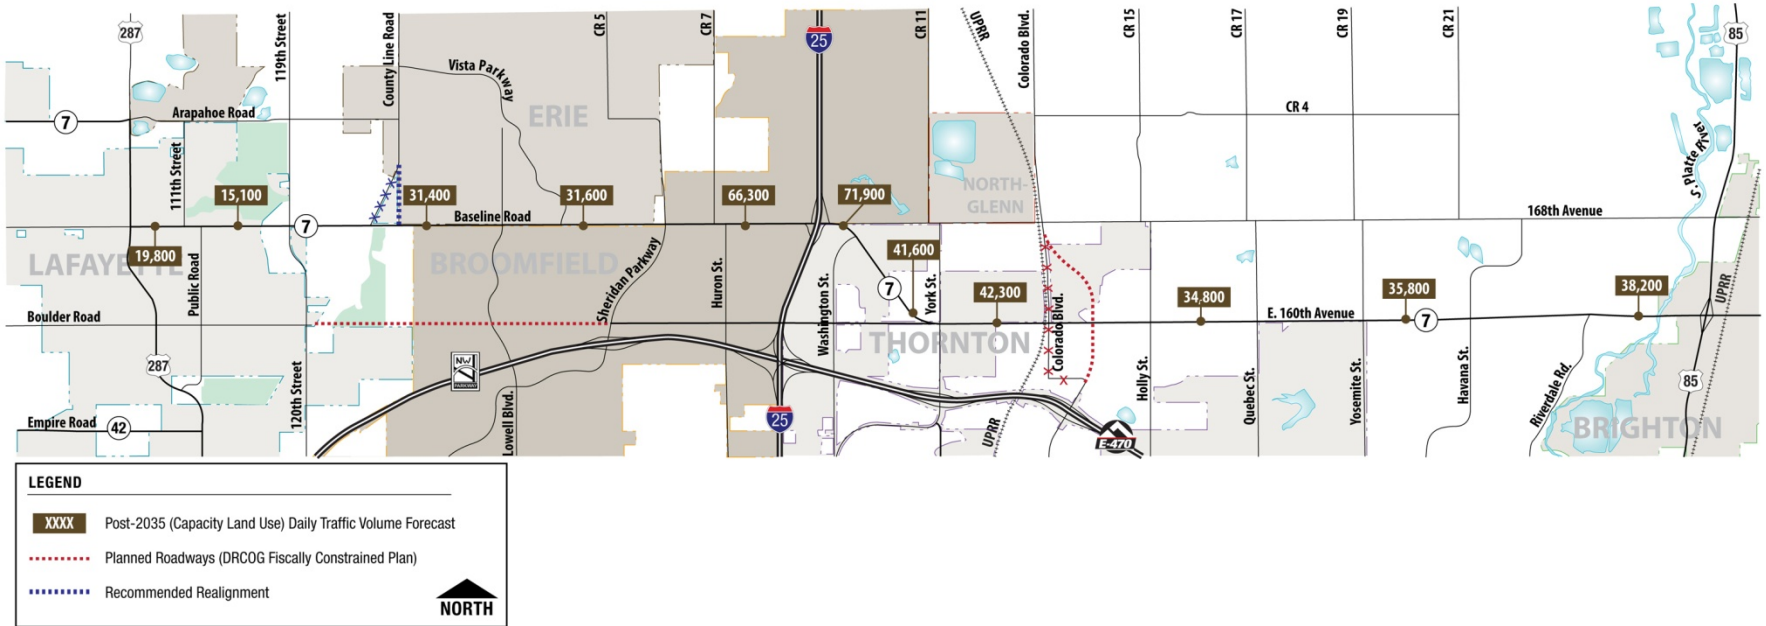 287
119th Street
County Line Road
CR 5
CR 7
25
CR 11
UPRR
Colorado Blvd.
CR 15
CR 17
CR 19
CR 21
85
Vista Parkway
7
Arapahoe Road
ERIE
CR 4
111th Street
15,100
31,400
31,600
66,300
71,900
NORTH-
GLENN
S. Platte River
7
Baseline Road
168th Avenue
19,800
LAFAYETTE
Public Road
BROOMFIELD
Sheridan Parkway
Huron St.
Washington St.
41,600
7
York St.
42,300
Colorado Blvd.
34,800
35,800
38,200
UPRR
Boulder Road
E. 160th Avenue
7
THORNTON
287
NW
PARKWAY
120th Street
Lowell Blvd.
Holly St.
Quebec St.
Yosemite St.
Havana St.
Riverdale Rd.
85
Empire Road
42
25
UPRR
E-470
BRIGHTON
LEGEND
XXXX Post-2035 (Capacity Land Use) Daily Traffic Volume Forecast
Planned Roadways (DRCOG Fiscally Constrained Plan)
Recommended Realignment
NORTH